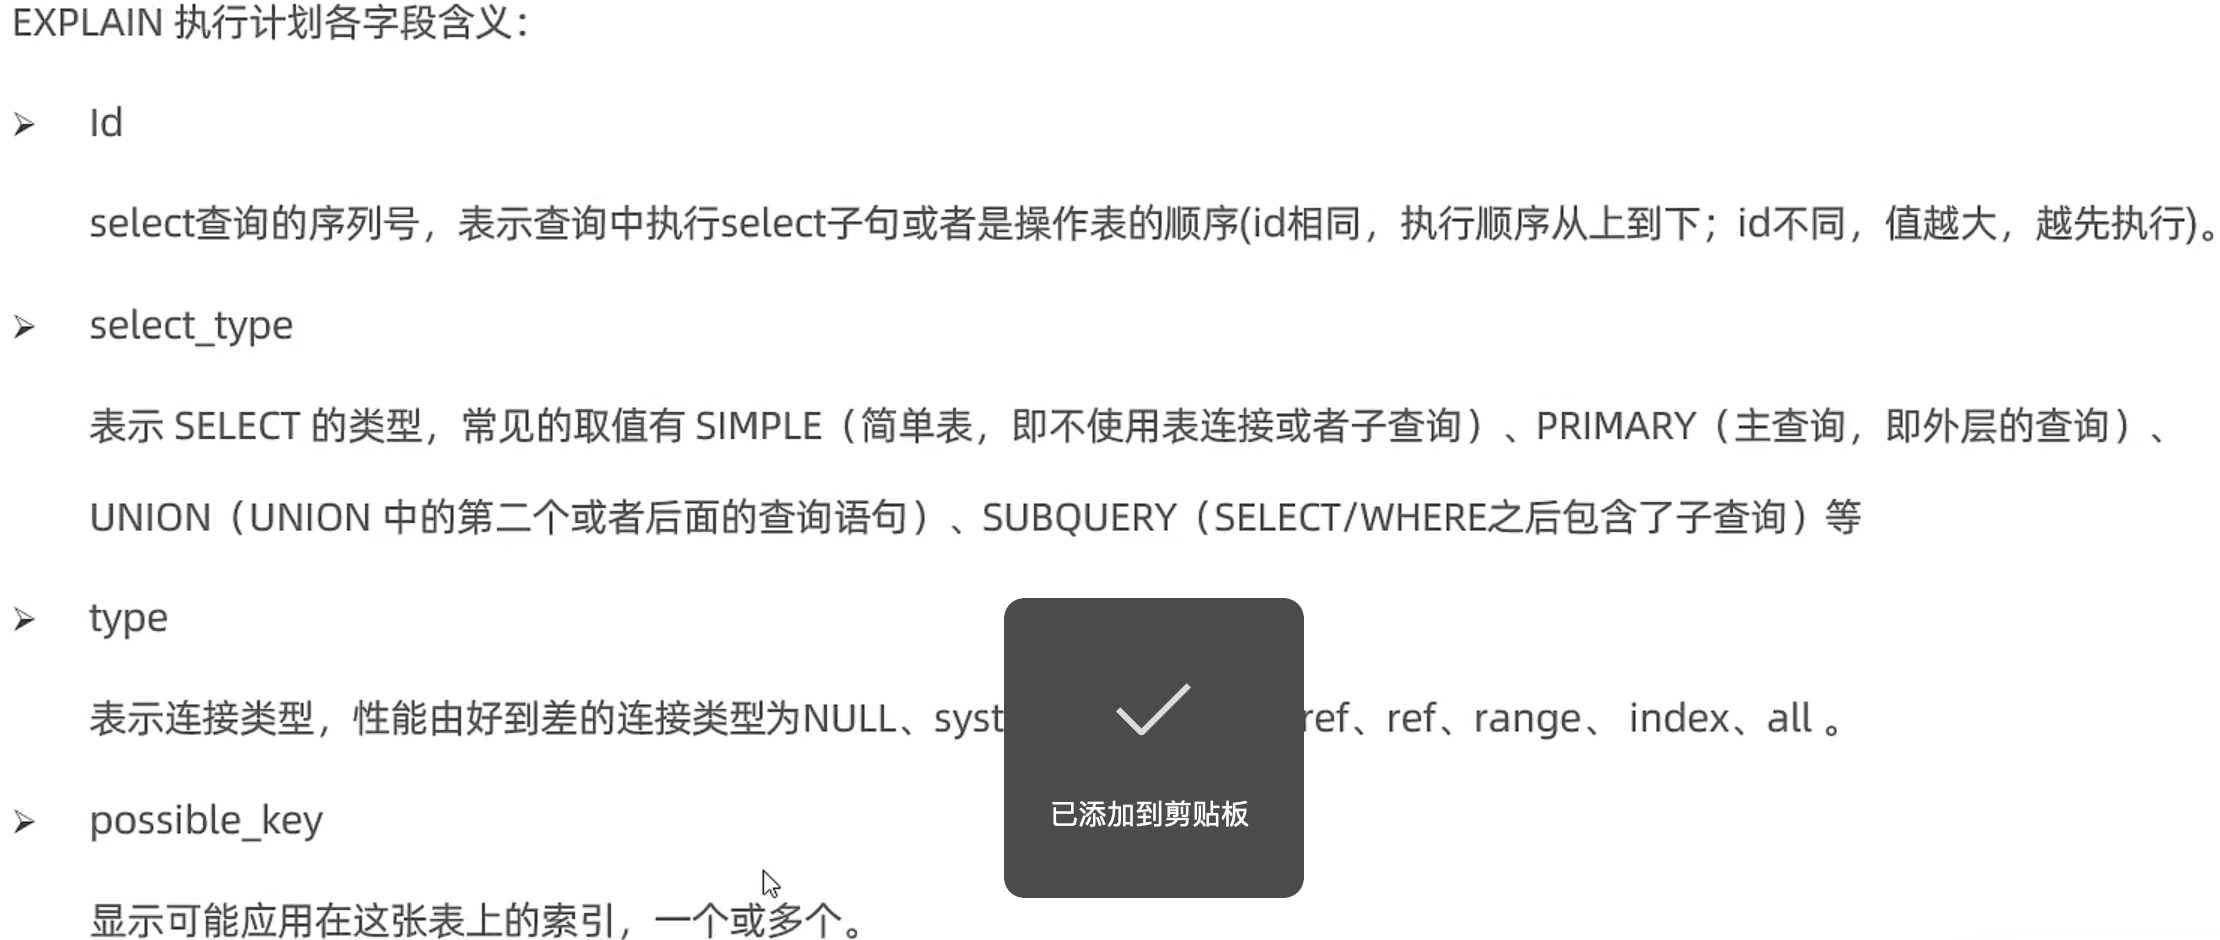 EXPLAIN 执行计划各字段含义：
➢ Id
select查询的序列号，表示查询中执行select子句或者是操作表的顺序(id相同，执行顺序从上到下；id不同，值越大，越先执行)。
➢ select_type
表示 SELECT 的类型，常见的取值有 SIMPLE（简单表，即不使用表连接或者子查询）、PRIMARY（主查询，即外层的查询）、
UNION（UNION 中的第二个或者后面的查询语句）、SUBQUERY（SELECT/WHERE之后包含了子查询）等
➢ type
表示连接类型，性能由好到差的连接类型为NULL、syst ref、ref、range、 index、all 。
已添加到剪贴板
➢ possible_key
显示可能应用在这张表上的索引，一个或多个。